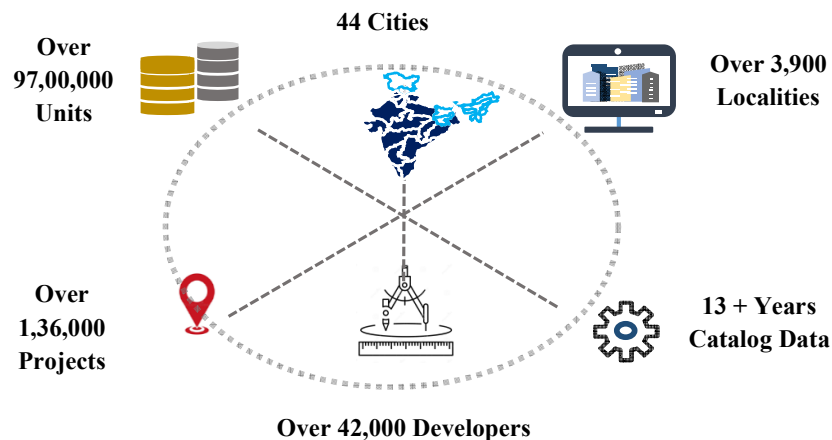 44 Cities
Over
97,00,000
Units
Over 3,900
Localities
Over
1,36,000
Projects
13 + Years
Catalog Data
Over 42,000 Developers